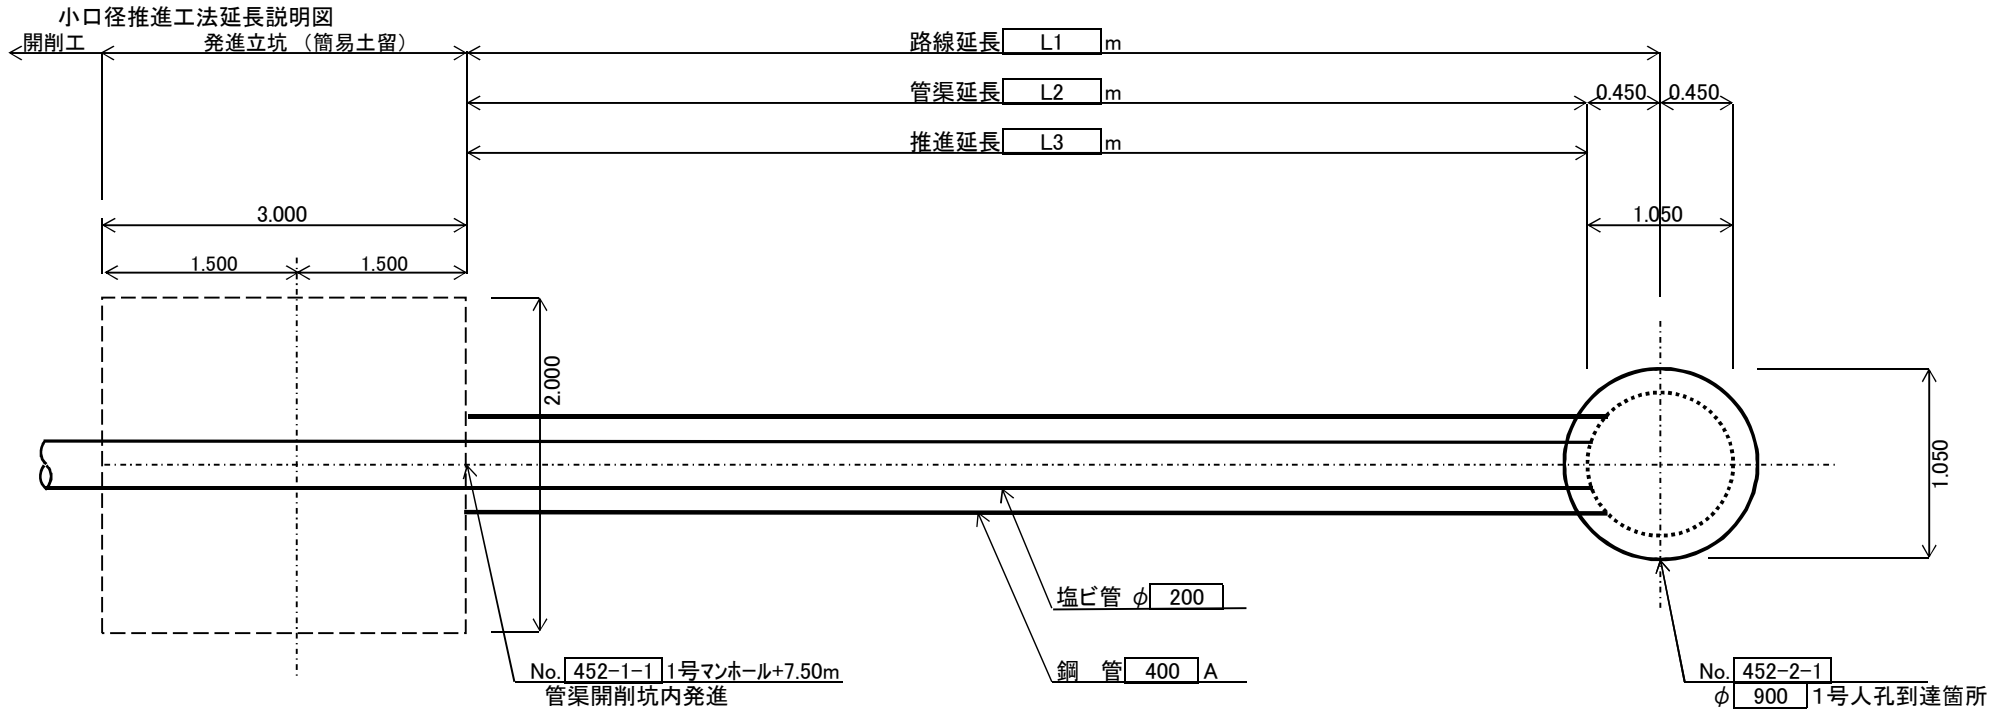 小口径推進工法延長説明図
開削工
発進立坑 （簡易土留）
路線延長 L1 m
管渠延長 L2 m
0.450 0.450
推進延長 L3 m
3.000
1.050
1.500 1.500
2.000
1.050
塩ビ管 φ 200
No. 452-1-1 1号マンホール+7.50m
管渠開削坑内発進
鋼 管 400 A
No. 452-2-1
φ 900 1号人孔到達箇所